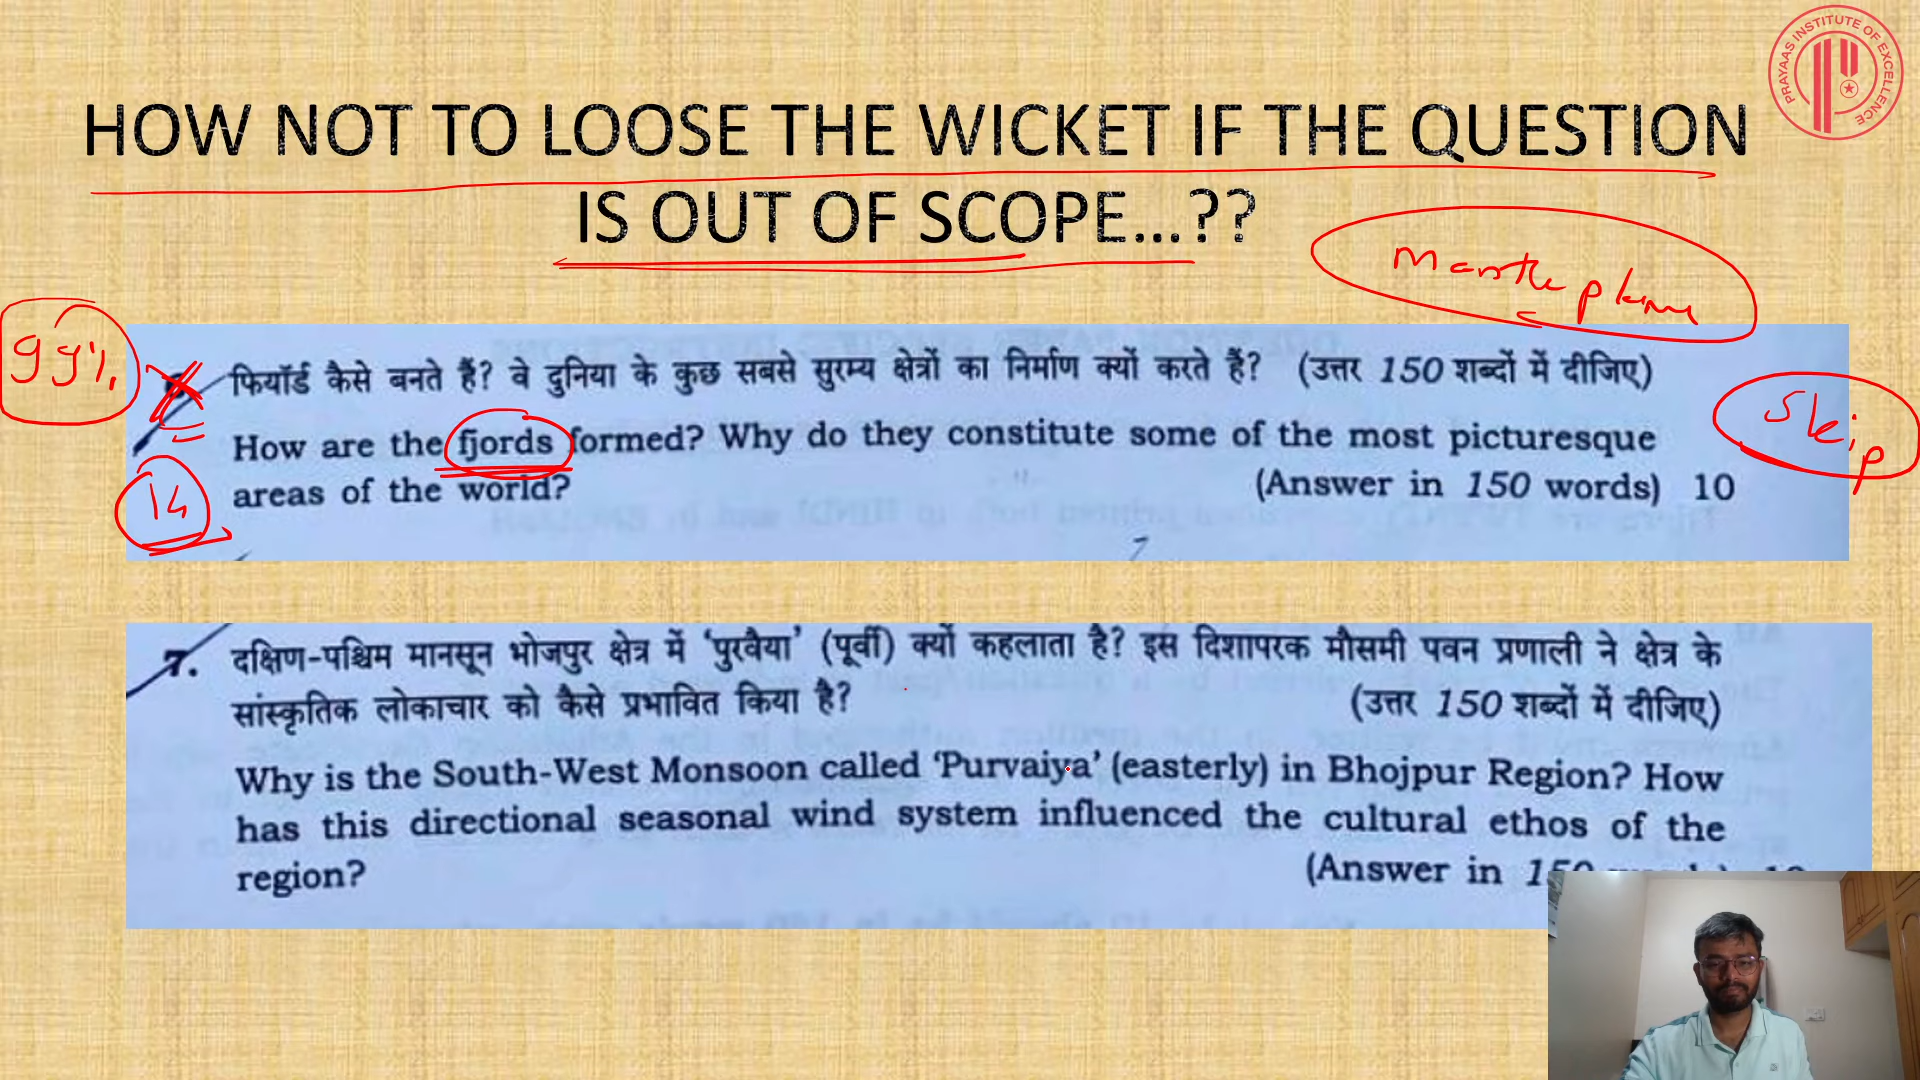 PRAYAAS INSTITUTE OF EXCELLENCE
HOW NOT TO LOOSE THE WICKET IF THE QUESTION
IS OUT OF SCOPE...??
Mantle plume
99%
फियॉर्ड कैसे बनते हैं? वे दुनिया के कुछ सबसे सुरम्य क्षेत्रों का निर्माण क्यों करते हैं? (उत्तर 150 शब्दों में दीजिए)
Skip
How are the fjords formed? Why do they constitute some of the most picturesque
areas of the world? (Answer in 150 words) 10
14
7. दक्षिण-पश्चिम मानसून भोजपुर क्षेत्र में ‘पुरवैया’ (पूर्वी) क्यों कहलाता है? इस दिशापरक मौसमी पवन प्रणाली ने क्षेत्र के
सांस्कृतिक लोकाचार को कैसे प्रभावित किया है? (उत्तर 150 शब्दों में दीजिए)
Why is the South-West Monsoon called ‘Purvaiya’ (easterly) in Bhojpur Region? How
has this directional seasonal wind system influenced the cultural ethos of the
region? (Answer in